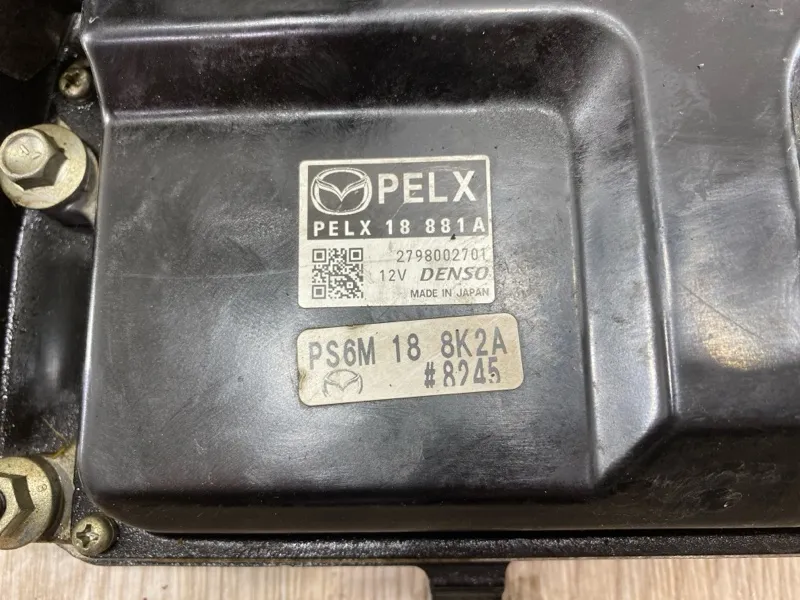 PELX
PELX 18 881A
2798002701
12V DENSO
MADE IN JAPAN
PS6M 18 8K2A
#8245